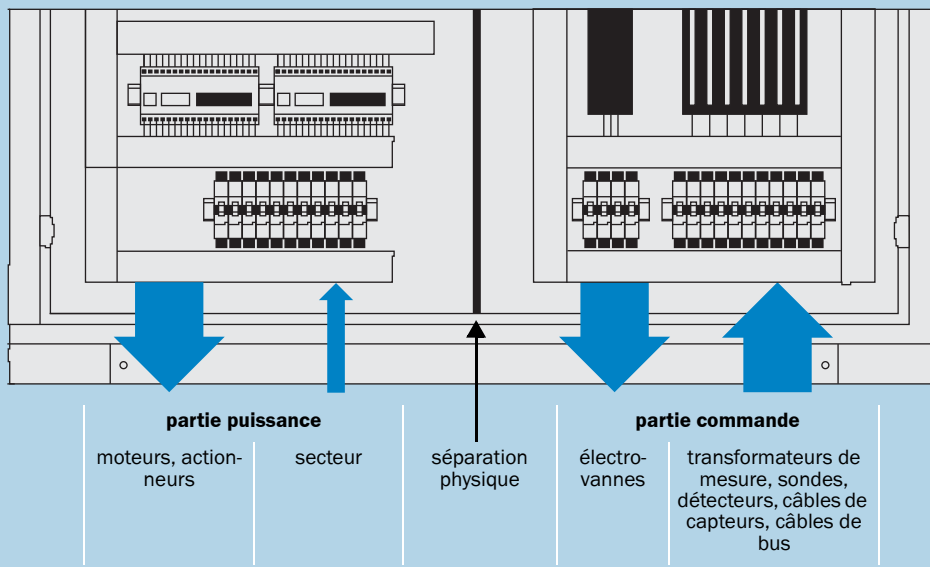 partie puissance
partie commande
moteurs, action-
neurs
secteur
séparation
physique
électro-
vannes
transformateurs de
mesure, sondes,
détecteurs, câbles de
capteurs, câbles de
bus